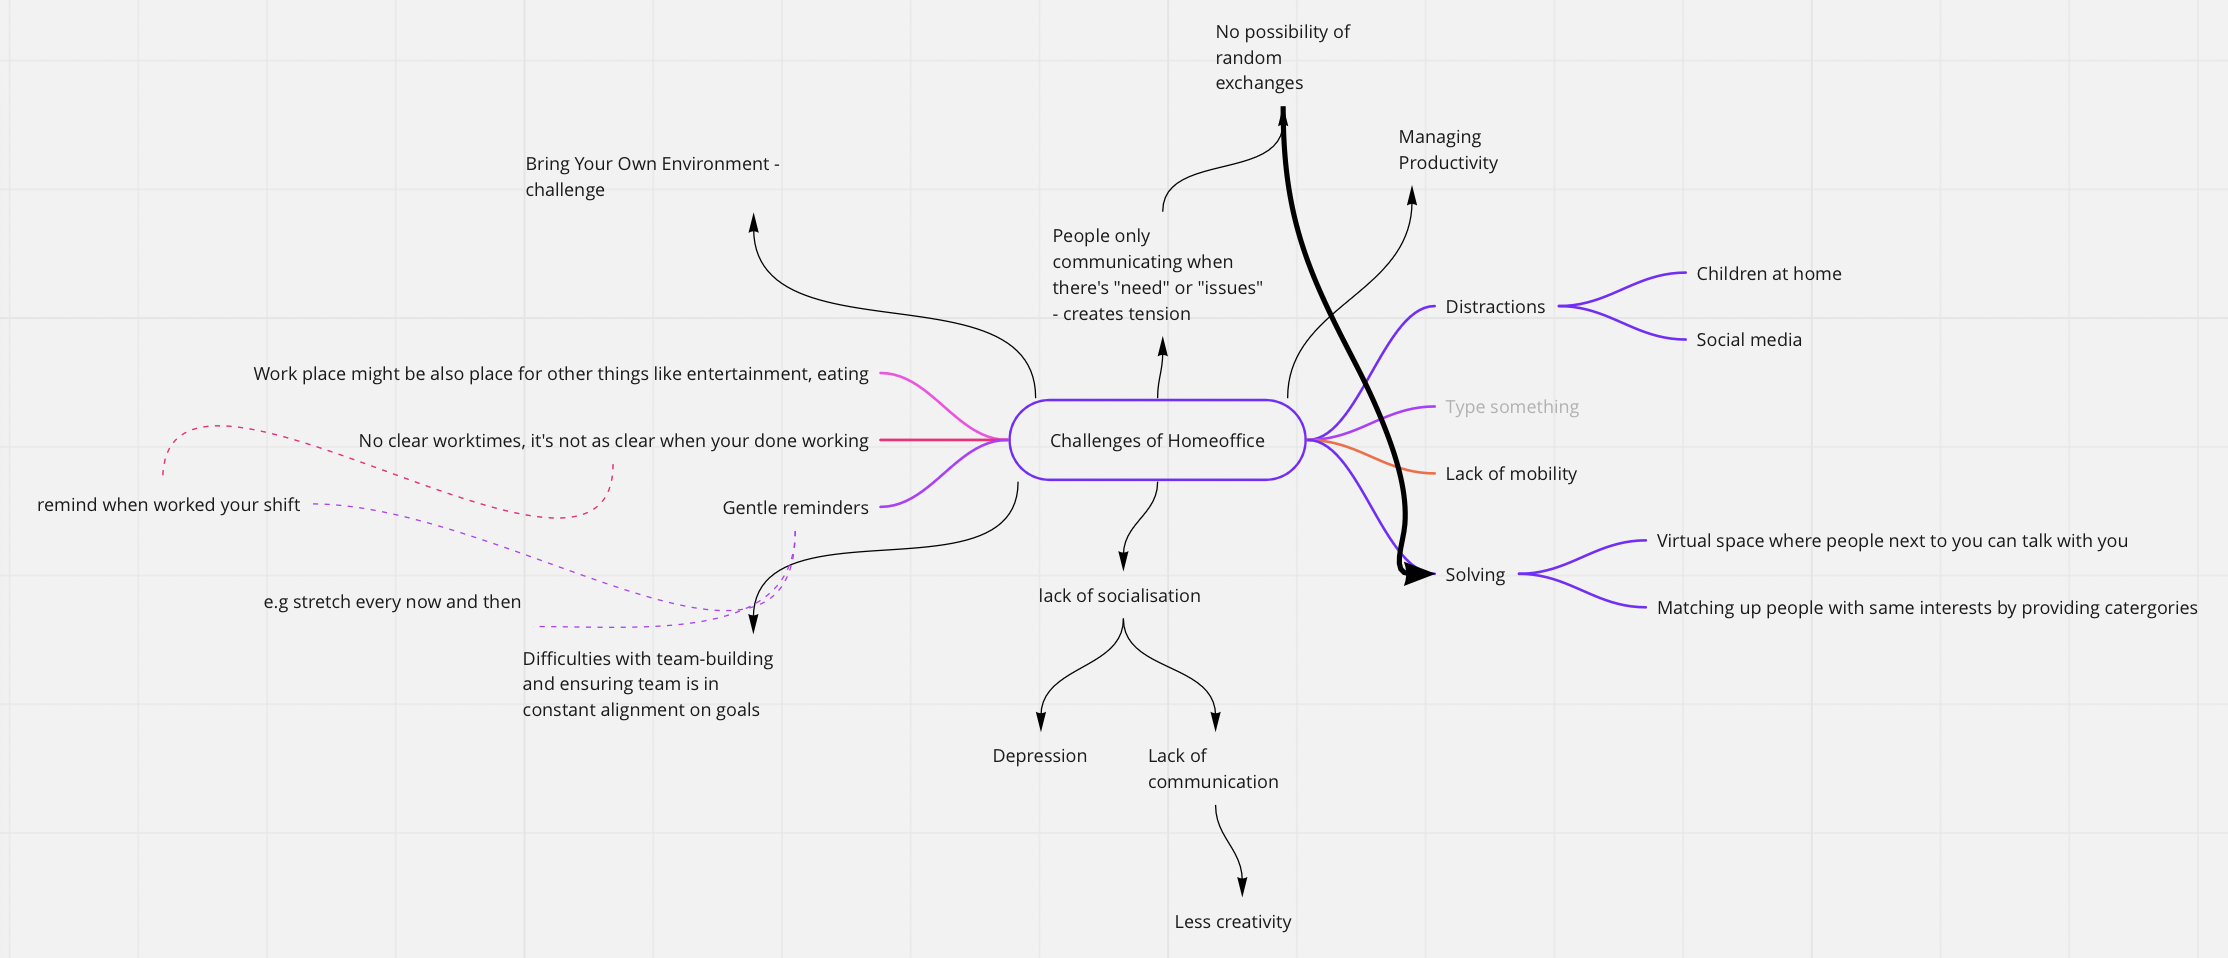 No possibility of
random
exchanges
Managing
Productivity
Bring Your Own Environment -
challenge
People only
communicating when
there's "need" or "issues"
- creates tension
Children at home
Distractions
Social media
Work place might be also place for other things like entertainment, eating
Type something
No clear worktimes, it's not as clear when your done working
Challenges of Homeoffice
Lack of mobility
remind when worked your shift
Gentle reminders
Virtual space where people next to you can talk with you
Solving
Matching up people with same interests by providing catergories
e.g stretch every now and then
lack of socialisation
Difficulties with team-building
and ensuring team is in
constant alignment on goals
Depression
Lack of
communication
Less creativity